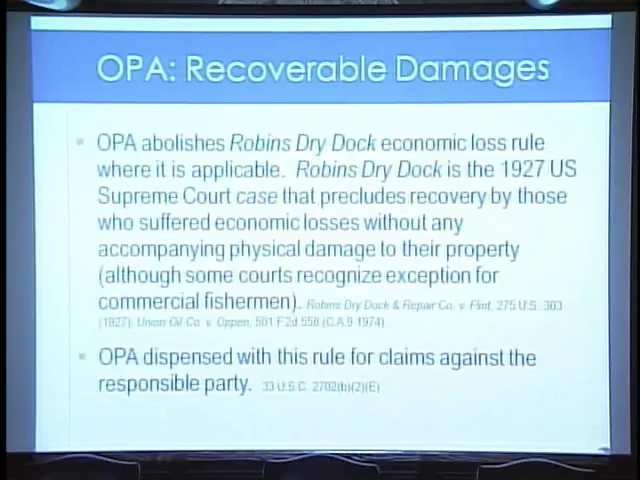 OPA: Recoverable Damages
OPA abolishes Robins Dry Dock economic loss rule
where it is applicable. Robins Dry Dock is the 1927 US
Supreme Court case that precludes recovery by those
who suffered economic losses without any
accompanying physical damage to their property
(although some courts recognize exception for
commercial fishermen). Robins Dry Dock & Repair Co. v. Flint, 275 U.S. 303
(1927); Union Oil Co. v. Oppen, 501 F.2d 558 (C.A.9 1974).
OPA dispensed with this rule for claims against the
responsible party. 33 U.S.C. 2702(b)(2)(E)